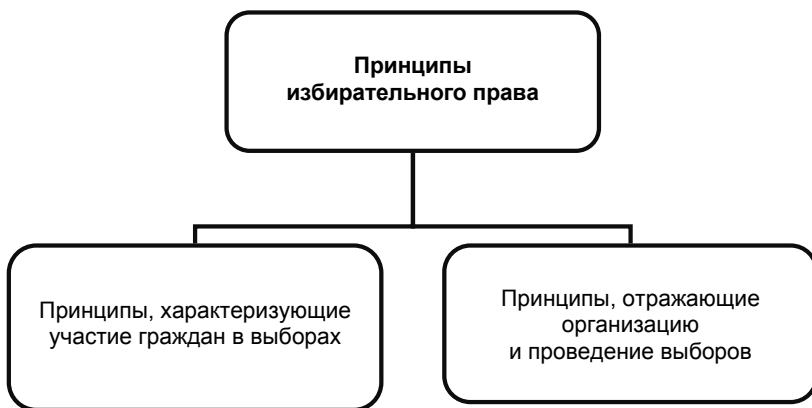 Принципы
избирательного права
Принципы, характеризующие
участие граждан в выборах
Принципы, отражающие
организацию
и проведение выборов